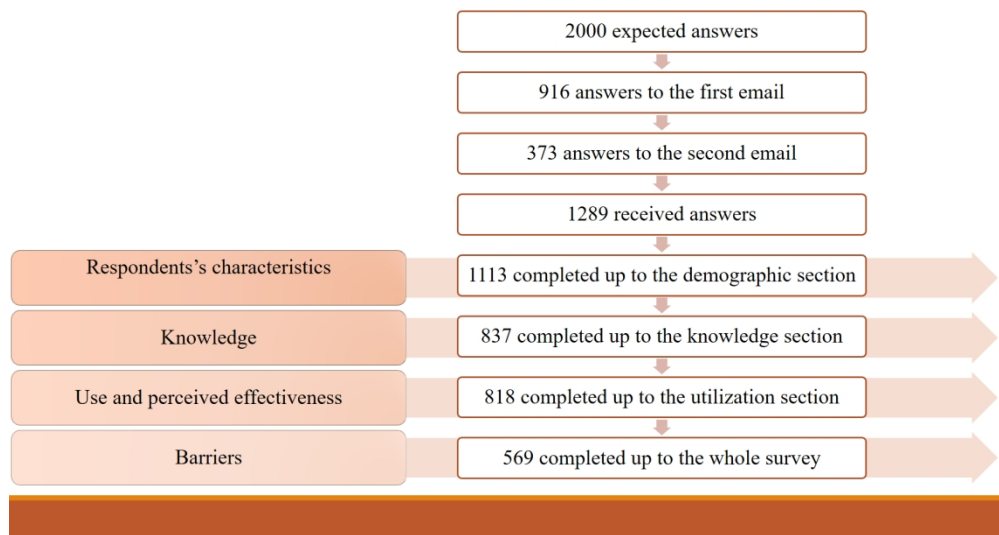 2000 expected answers
916 answers to the first email
373 answers to the second email
1289 received answers
Respondents's characteristics
1113 completed up to the demographic section
Knowledge
837 completed up to the knowledge section
Use and perceived effectiveness
818 completed up to the utilization section
Barriers
569 completed up to the whole survey